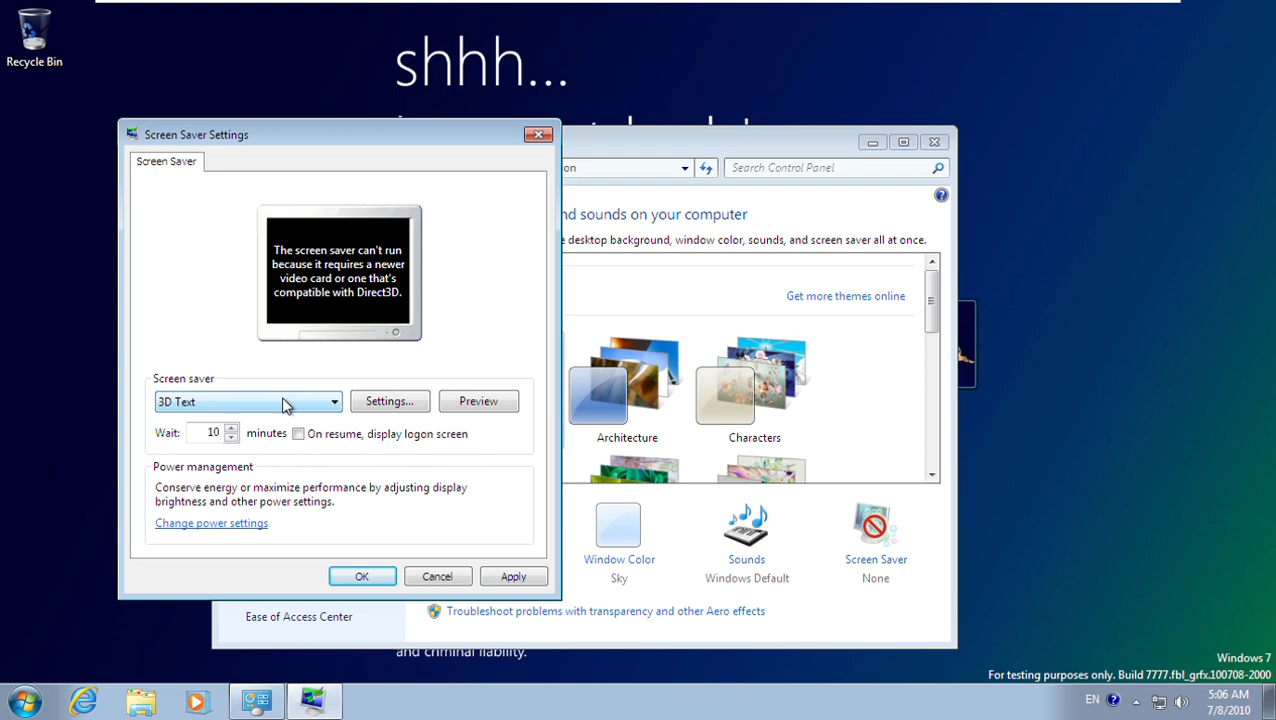 Recycle Bin
shhh...
Screen Saver Settings
Screen Saver
The screen saver can't run
because it requires a newer
video card or one that's
compatible with Direct3D.
Screen saver
3D Text
Settings...
Preview
Wait: 10 minutes
On resume, display logon screen
Power management
Conserve energy or maximize performance by adjusting display
brightness and other power settings.
Change power settings
OK
Cancel
Apply
on
Search Control Panel
nd sounds on your computer
e desktop background, window color, sounds, and screen saver all at once.
Get more themes online
Architecture
Characters
Window Color
Sky
Sounds
Windows Default
Screen Saver
None
Ease of Access Center
Troubleshoot problems with transparency and other Aero effects
and criminal liability.
Windows 7
For testing purposes only. Build 7777.fbl_grfx.100708-2000
EN
5:06 AM
7/8/2010